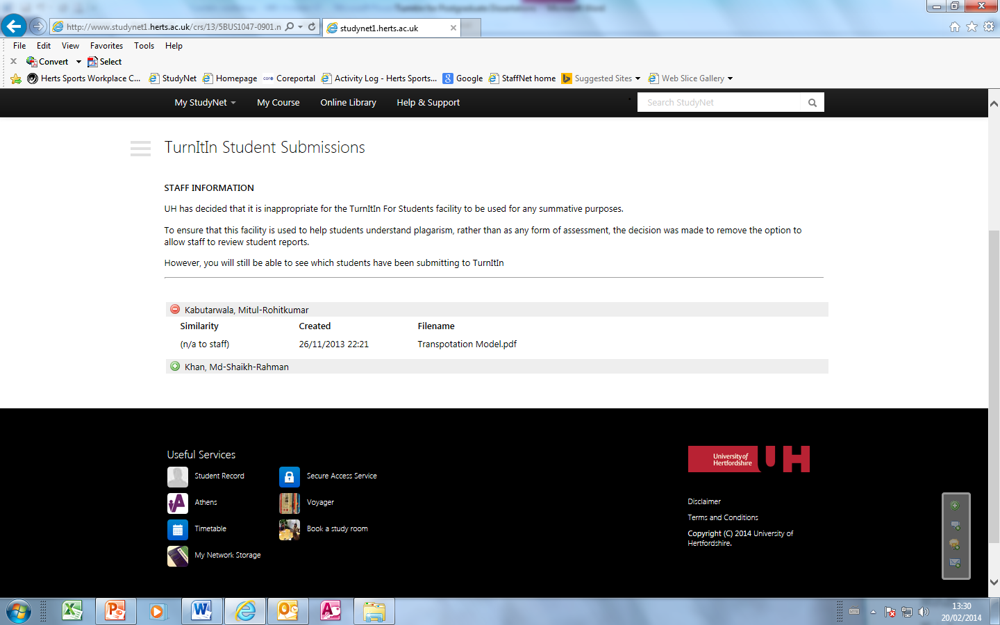 http://www.studynet1.herts.ac.uk/crs/13/5BUS1047-0901.n
studynet1.herts.ac.uk
File Edit View Favorites Tools Help
Convert Select
Herts Sports Workplace C... StudyNet Homepage core Coreportal Activity Log - Herts Sports... Google StaffNet home Suggested Sites Web Slice Gallery
My StudyNet My Course Online Library Help & Support Search StudyNet
TurnItIn Student Submissions
STAFF INFORMATION
UH has decided that it is inappropriate for the TurnItIn For Students facility to be used for any summative purposes.
To ensure that this facility is used to help students understand plagarism, rather than as any form of assessment, the decision was made to remove the option to
allow staff to review student reports.
However, you will still be able to see which students have been submitting to TurnItIn
Kabutarwala, Mitul-Rohitkumar
Similarity Created Filename
(n/a to staff) 26/11/2013 22:21 Transpotation Model.pdf
Khan, Md-Shaikh-Rahman
Useful Services
Student Record Secure Access Service
Athens Voyager
Timetable Book a study room
My Network Storage
University of
Hertfordshire UH
Disclaimer
Terms and Conditions
Copyright (C) 2014 University of
Hertfordshire.
13:30
20/02/2014